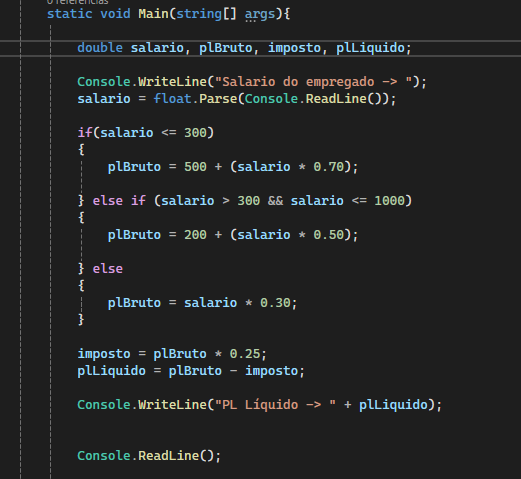 0 referências
static void Main(string[] args){
double salario, plBruto, imposto, plLiquido;
Console.WriteLine("Salario do empregado -> ");
salario = float.Parse(Console.ReadLine());
if(salario <= 300)
{
plBruto = 500 + (salario * 0.70);
} else if (salario > 300 && salario <= 1000)
{
plBruto = 200 + (salario * 0.50);
} else
{
plBruto = salario * 0.30;
}
imposto = plBruto * 0.25;
plLiquido = plBruto - imposto;
Console.WriteLine("PL Líquido -> " + plLiquido);
Console.ReadLine();